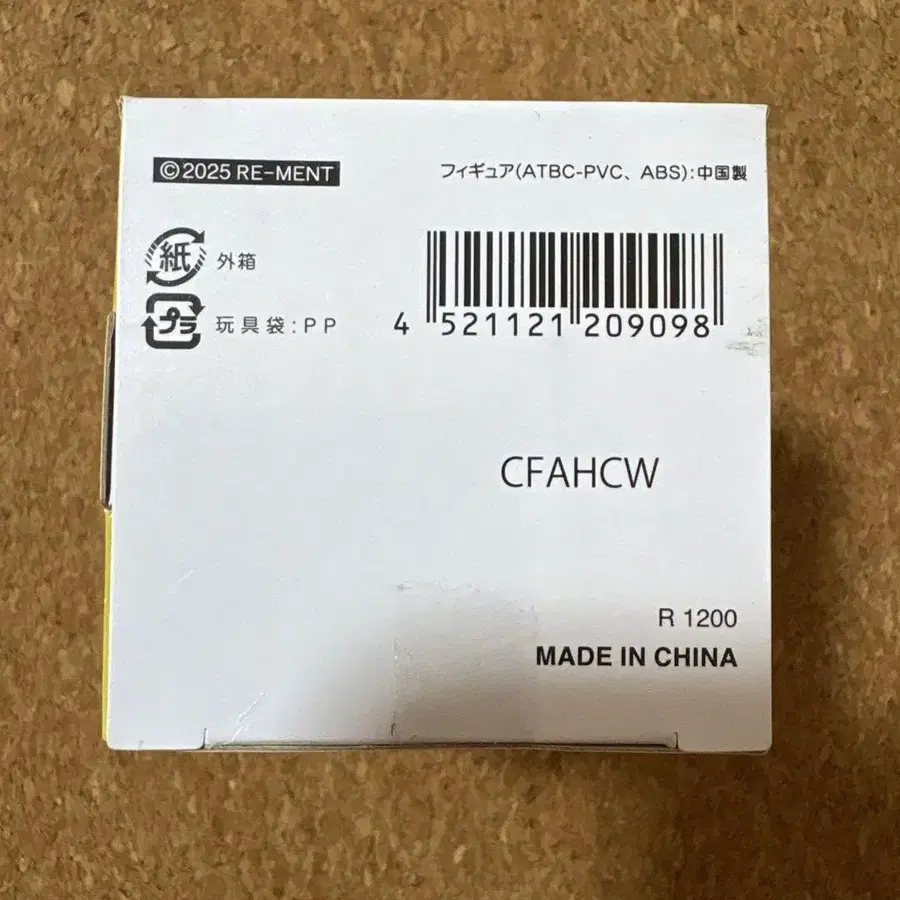 ©2025 RE-MENT
フィギュア(ATBC-PVC、ABS):中国製
紙 外箱
プラ 玩具袋:PP
4 521121 209098
CFAHCW
R 1200
MADE IN CHINA